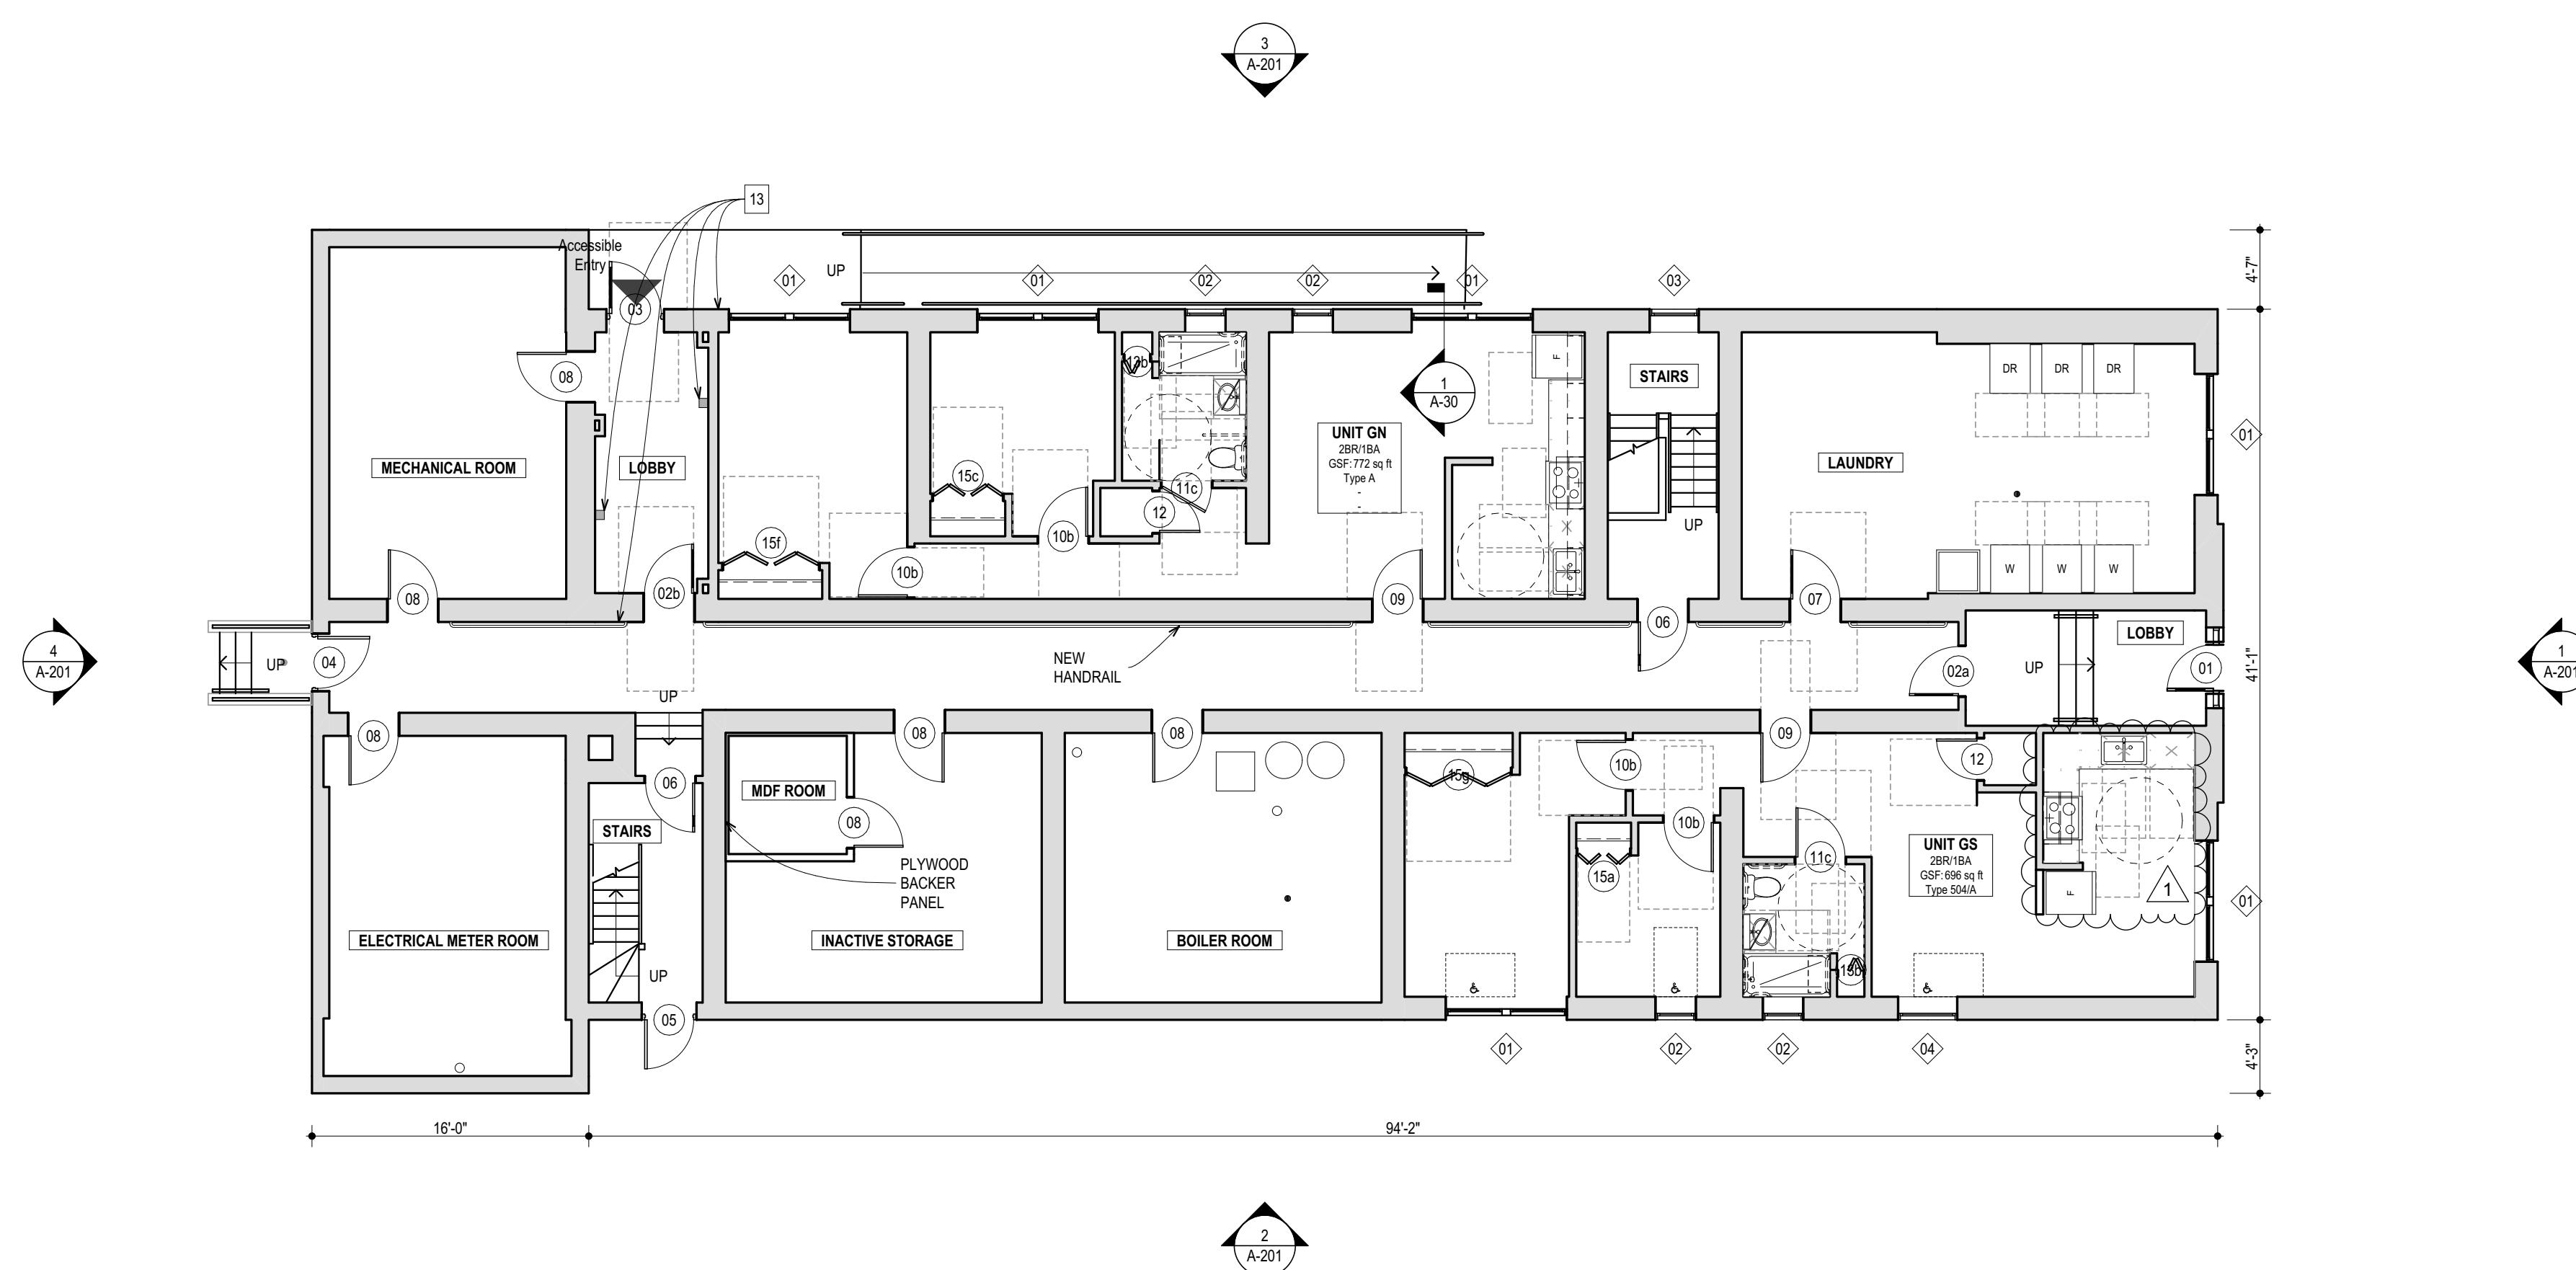 3
A-201
13
4'-7"
Accessible
Entry
UP
01
01
02
02
01
03
03
08
13b
F
1
A-30
STAIRS
DR
DR
DR
01
UNIT GN
2BR/1BA
GSF: 772 sq ft
Type A
-
-
MECHANICAL ROOM
LOBBY
LAUNDRY
15c
11c
12
UP
15f
10b
10b
W
W
W
08
02b
09
06
07
LOBBY
4
A-201
UP
04
NEW
HANDRAIL
02a
UP
01
41'-1"
1
A-201
UP
08
06
08
08
09
10b
12
15g
MDF ROOM
08
STAIRS
10b
PLYWOOD
BACKER
PANEL
15a
11c
UNIT GS
2BR/1BA
GSF: 696 sq ft
Type 504/A
F
1
01
ELECTRICAL METER ROOM
INACTIVE STORAGE
BOILER ROOM
UP
13b
05
01
02
02
04
4'-3"
16'-0"
94'-2"
2
A-201